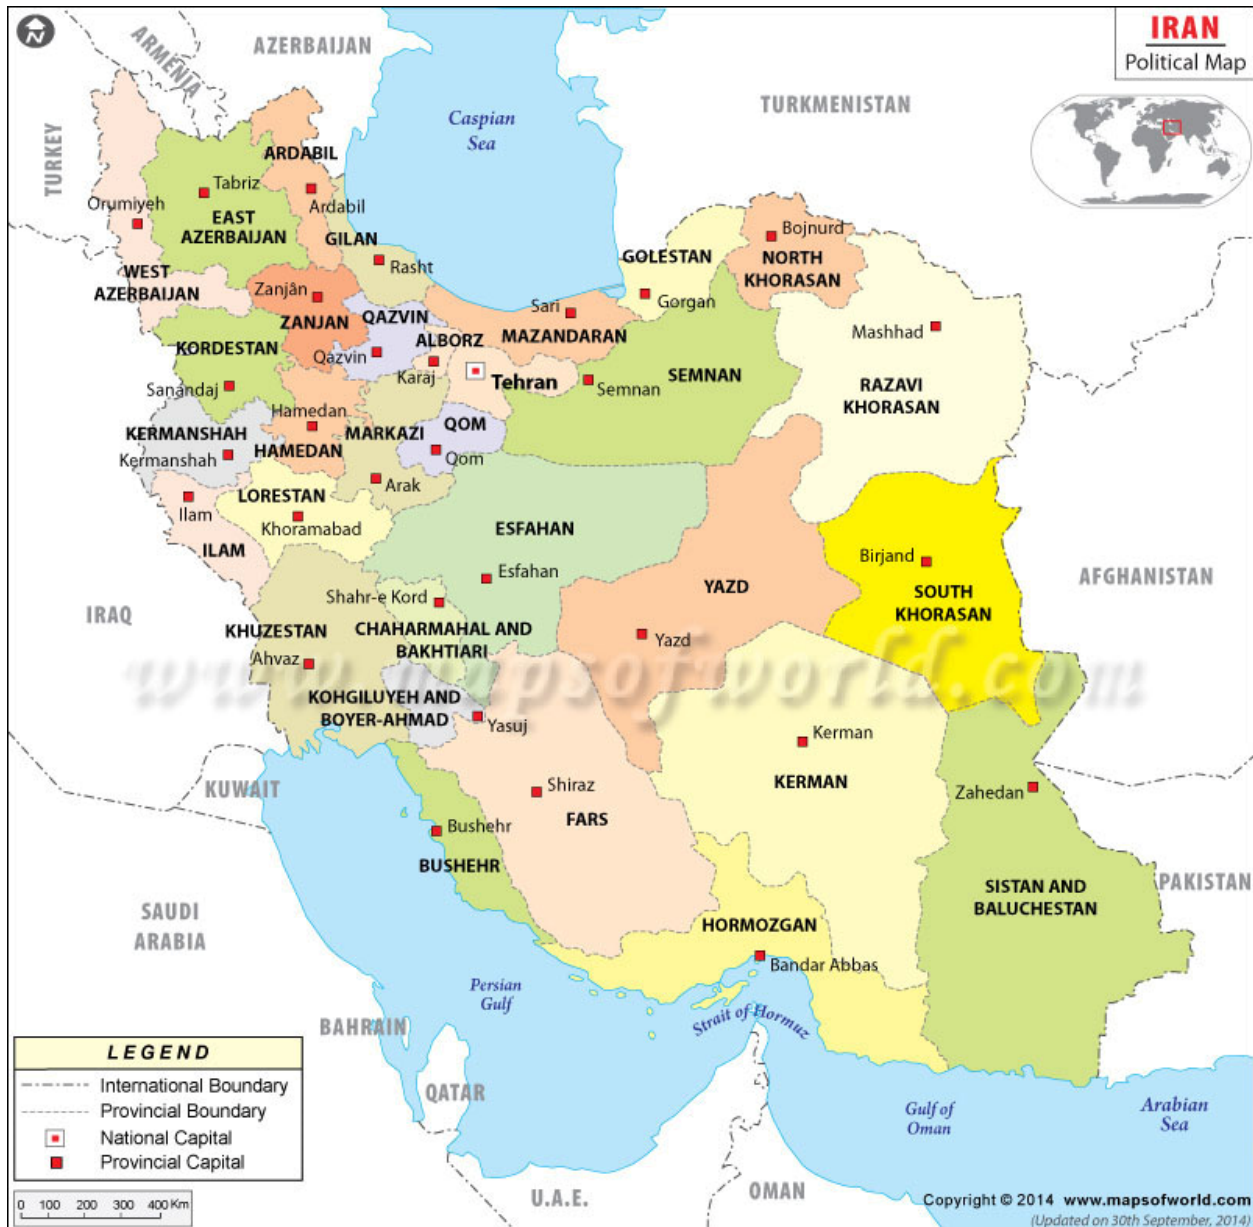 IRAN
Political Map
N
ARMENIA
AZERBAIJAN
TURKEY
Caspian
Sea
TURKMENISTAN
ARDABIL
Tabriz
Ardabil
Orumiyeh
EAST
AZERBAIJAN
GILAN
Rasht
WEST
AZERBAIJAN
Zanjân
ZANJAN
QAZVIN
Qazvin
GOLESTAN
Gorgan
Bojnurd
NORTH
KHORASAN
Sari
MAZANDARAN
ALBORZ
Karaj
Tehran
Mashhad
RAZAVI
KHORASAN
KORDESTAN
Sanandaj
SEMNAN
Semnan
Hamedan
HAMEDAN
MARKAZI
QOM
Qom
KERMANSHAH
Kermanshah
Arak
LORESTAN
Khoramabad
Ilam
ILAM
ESFAHAN
Esfahan
Birjand
SOUTH
KHORASAN
AFGHANISTAN
YAZD
Yazd
IRAQ
Shahr-e Kord
CHAHARMAHAL AND
BAKHTIARI
KHUZESTAN
Ahvaz
www.mapsofworld.com
KOHGILUYEH AND
BOYER-AHMAD
Yasuj
Kerman
KERMAN
KUWAIT
Shiraz
FARS
Zahedan
Bushehr
BUSHEHR
SISTAN AND
BALUCHESTAN
PAKISTAN
SAUDI
ARABIA
HORMOZGAN
Bandar Abbas
Persian
Gulf
Strait of Hormuz
BAHRAIN
QATAR
Gulf of
Oman
Arabian
Sea
U.A.E.
OMAN
LEGEND
International Boundary
Provincial Boundary
National Capital
Provincial Capital
0 100 200 300 400 Km
Copyright © 2014 www.mapsofworld.com
(Updated on 30th September, 2014)